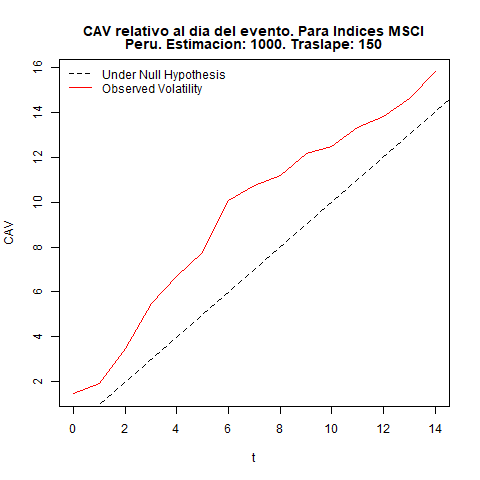 CAV relativo al dia del evento. Para Indices MSCI
Peru. Estimacion: 1000. Traslape: 150
Under Null Hypothesis
Observed Volatility
16
14
12
10
8
6
4
2
CAV
0 2 4 6 8 10 12 14
t